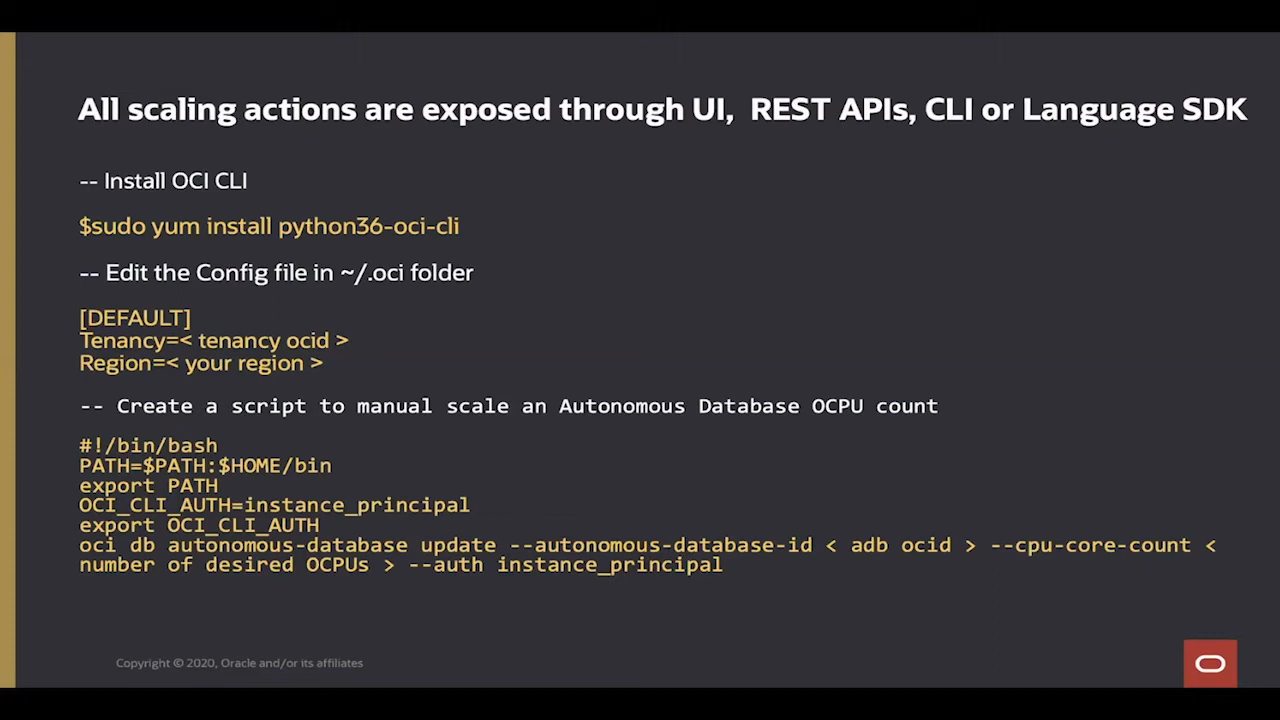 All scaling actions are exposed through UI,  REST APIs, CLI or Language SDK
-- Install OCI CLI
$sudo yum install python36-oci-cli
-- Edit the Config file in ~/.oci folder
[DEFAULT]
Tenancy=< tenancy ocid >
Region=< your region >
-- Create a script to manual scale an Autonomous Database OCPU count
#!/bin/bash
PATH=$PATH:$HOME/bin
export PATH
OCI_CLI_AUTH=instance_principal
export OCI_CLI_AUTH
oci db autonomous-database update --autonomous-database-id < adb ocid > --cpu-core-count <
number of desired OCPUs > --auth instance_principal
Copyright © 2020, Oracle and/or its affiliates